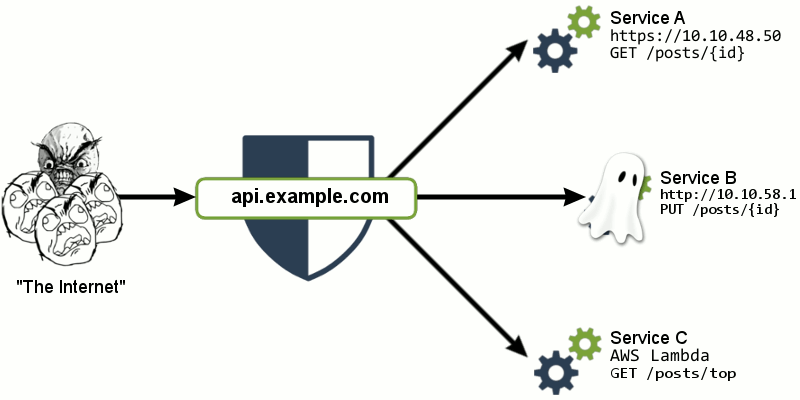 Service A
https://10.10.48.50
GET /posts/{id}
Service B
http://10.10.58.1
PUT /posts/{id}
api.example.com
"The Internet"
Service C
AWS Lambda
GET /posts/top